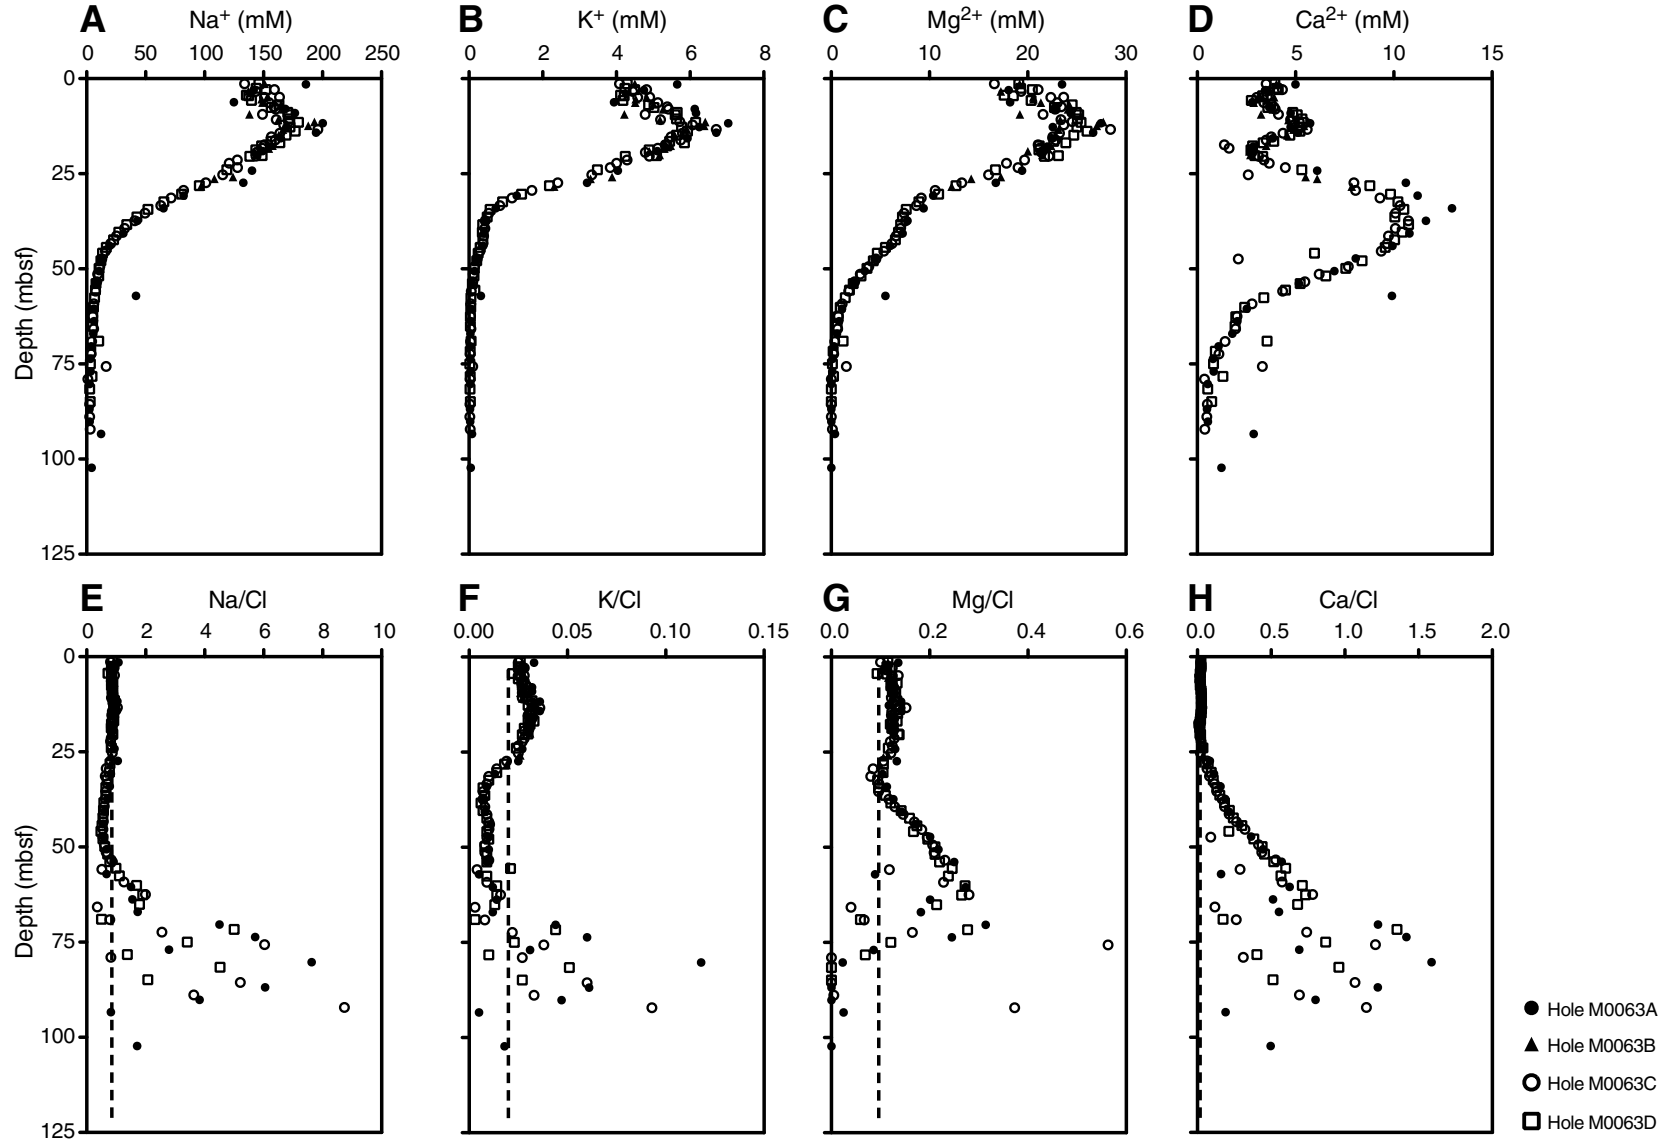 A Na⁺ (mM) B K⁺ (mM) C Mg²⁺ (mM) D Ca²⁺ (mM)
0 50 100 150 200 250 0 2 4 6 8 0 10 20 30 0 5 10 15
0
25
50
75
100
125
Depth (mbsf)
E Na/Cl F K/Cl G Mg/Cl H Ca/Cl
0 2 4 6 8 10 0.00 0.05 0.10 0.15 0.0 0.2 0.4 0.6 0.0 0.5 1.0 1.5 2.0
0
25
50
75
100
125
Depth (mbsf)
Hole M0063A
Hole M0063B
Hole M0063C
Hole M0063D